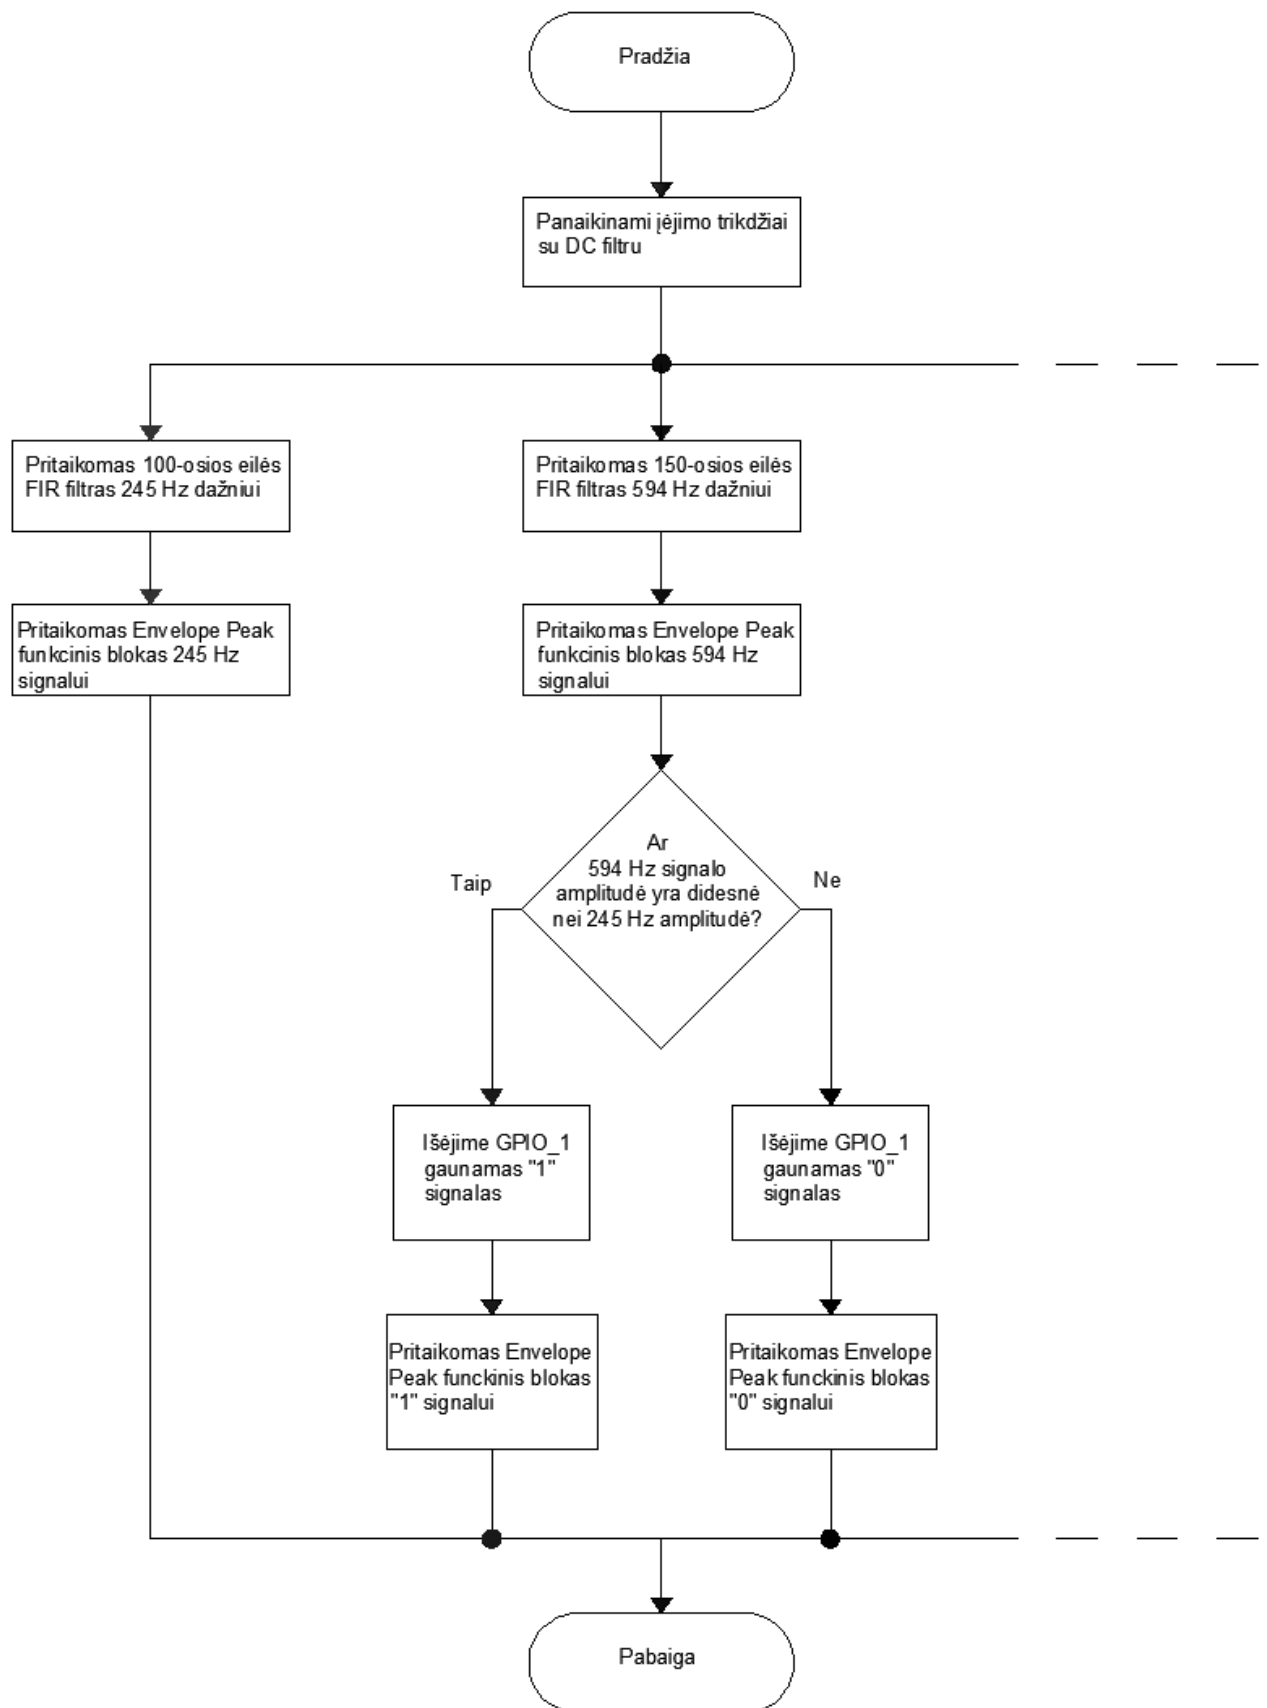 Pradžia
Panaikinami įėjimo trikdžiai
su DC filtru
Pritaikomas 100-osios eilės
FIR filtras 245 Hz dažniui
Pritaikomas 150-osios eilės
FIR filtras 594 Hz dažniui
Pritaikomas Envelope Peak
funkcinis blokas 245 Hz
signalui
Pritaikomas Envelope Peak
funkcinis blokas 594 Hz
signalui
Ar
594 Hz signalo
amplitudė yra didesnė
nei 245 Hz amplitudė?
Taip
Ne
Išėjime GPIO_1
gaunamas "1"
signalas
Išėjime GPIO_1
gaunamas "0"
signalas
Pritaikomas Envelope
Peak funckinis blokas
"1" signalui
Pritaikomas Envelope
Peak funckinis blokas
"0" signalui
Pabaiga